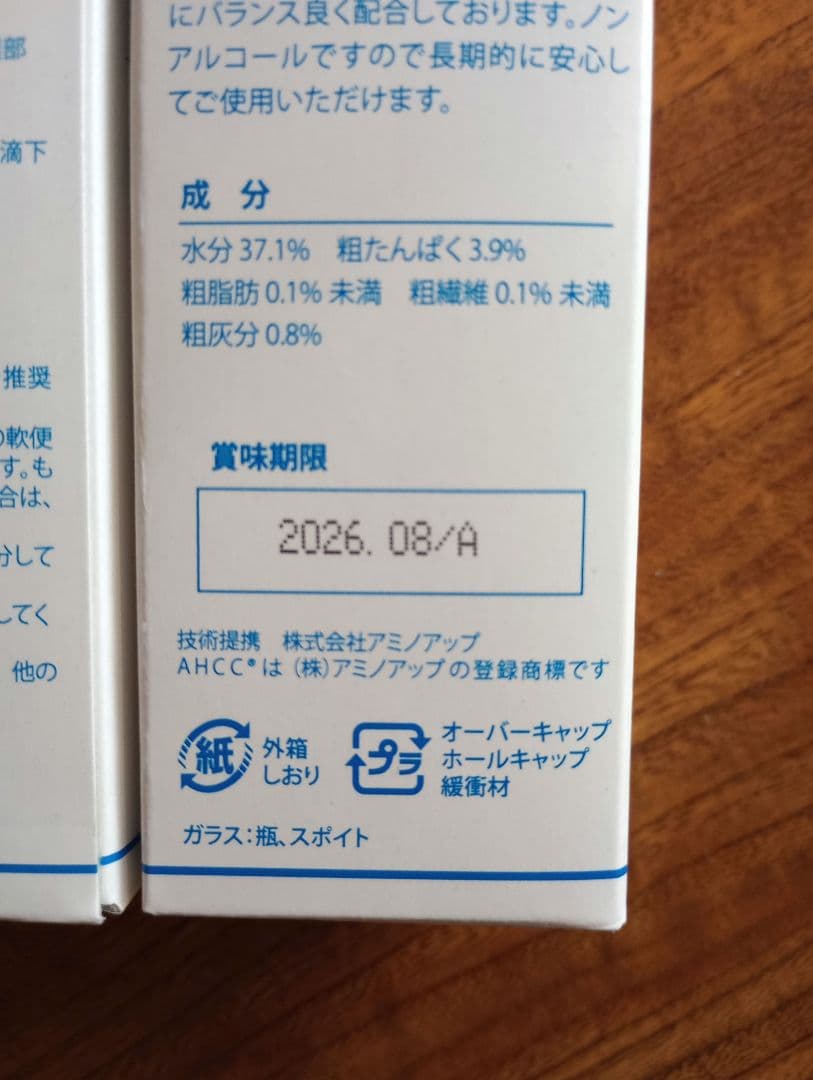 にバランス良く配合しております。ノン
アルコールですので長期的に安心し
てご使用いただけます。
成 分
水分 37.1% 粗たんぱく 3.9%
粗脂肪 0.1% 未満 粗繊維 0.1% 未満
粗灰分 0.8%
賞味期限
2026. 08/A
技術提携 株式会社アミノアップ
AHCC®は(株)アミノアップの登録商標です
紙
外箱
しおり
プラ
オーバーキャップ
ホールキャップ
緩衝材
ガラス:瓶、スポイト
部
滴下
推奨
の軟便
す。も
合は、
分して
してく
他の